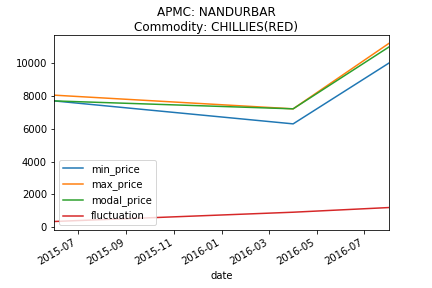 APMC: NANDURBAR
Commodity: CHILLIES(RED)
10000
8000
6000
4000
2000
0
min_price
max_price
modal_price
fluctuation
2015-07
2015-09
2015-11
2016-01
2016-03
2016-05
2016-07
date